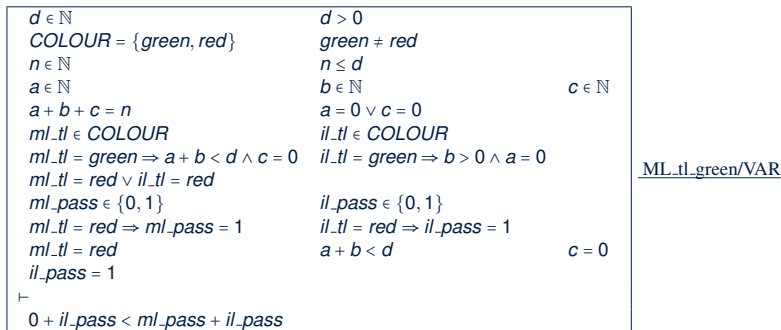 d ∈ ℕ d > 0
COLOUR = {green, red} green ≠ red
n ∈ ℕ n ≤ d
a ∈ ℕ b ∈ ℕ c ∈ ℕ
a + b + c = n a = 0 ∨ c = 0
ml_tl ∈ COLOUR il_tl ∈ COLOUR
ml_tl = green ⇒ a + b < d ∧ c = 0 il_tl = green ⇒ b > 0 ∧ a = 0
ml_tl = red ∨ il_tl = red
ml_pass ∈ {0, 1} il_pass ∈ {0, 1}
ml_tl = red ⇒ ml_pass = 1 il_tl = red ⇒ il_pass = 1
ml_tl = red a + b < d c = 0
il_pass = 1
⊢
0 + il_pass < ml_pass + il_pass
ML_tl_green/VAR